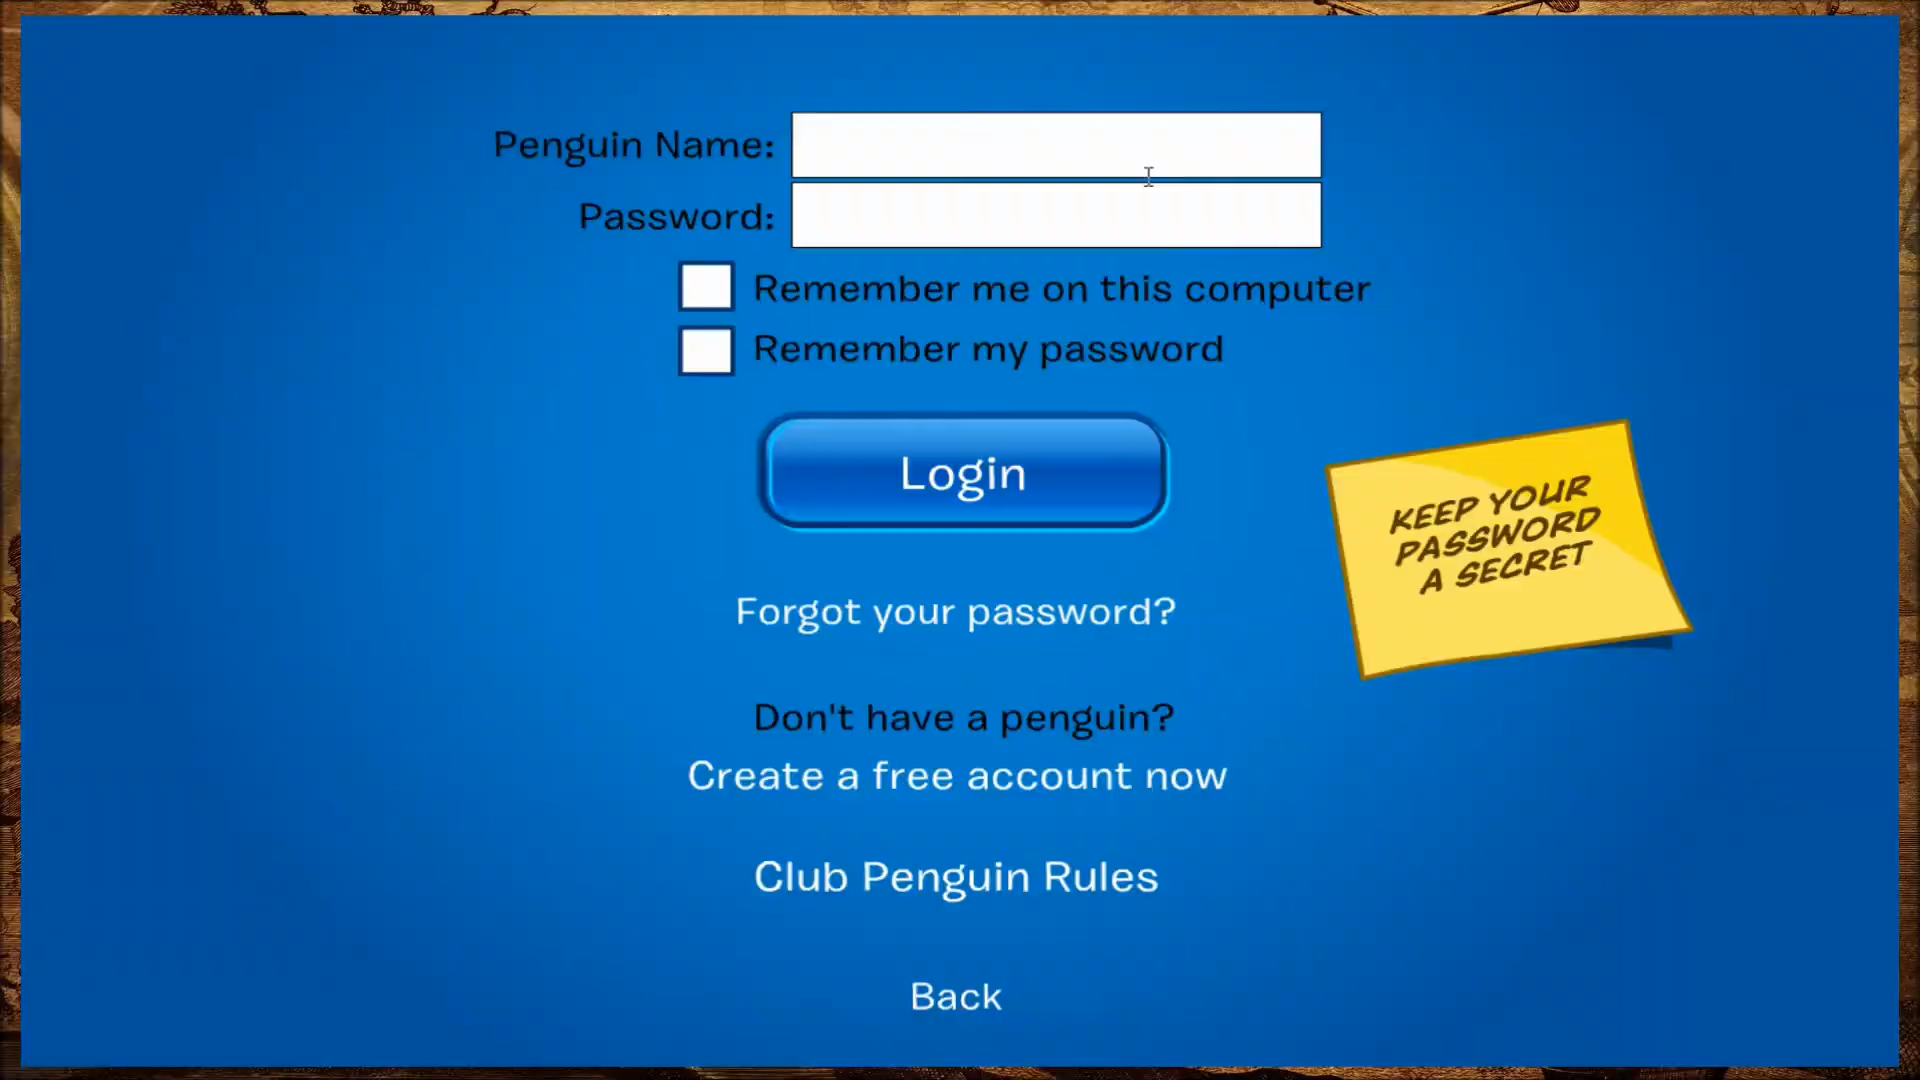 Penguin Name:
Password:
Remember me on this computer
Remember my password
Login
KEEP YOUR
PASSWORD
A SECRET
Forgot your password?
Don't have a penguin?
Create a free account now
Club Penguin Rules
Back